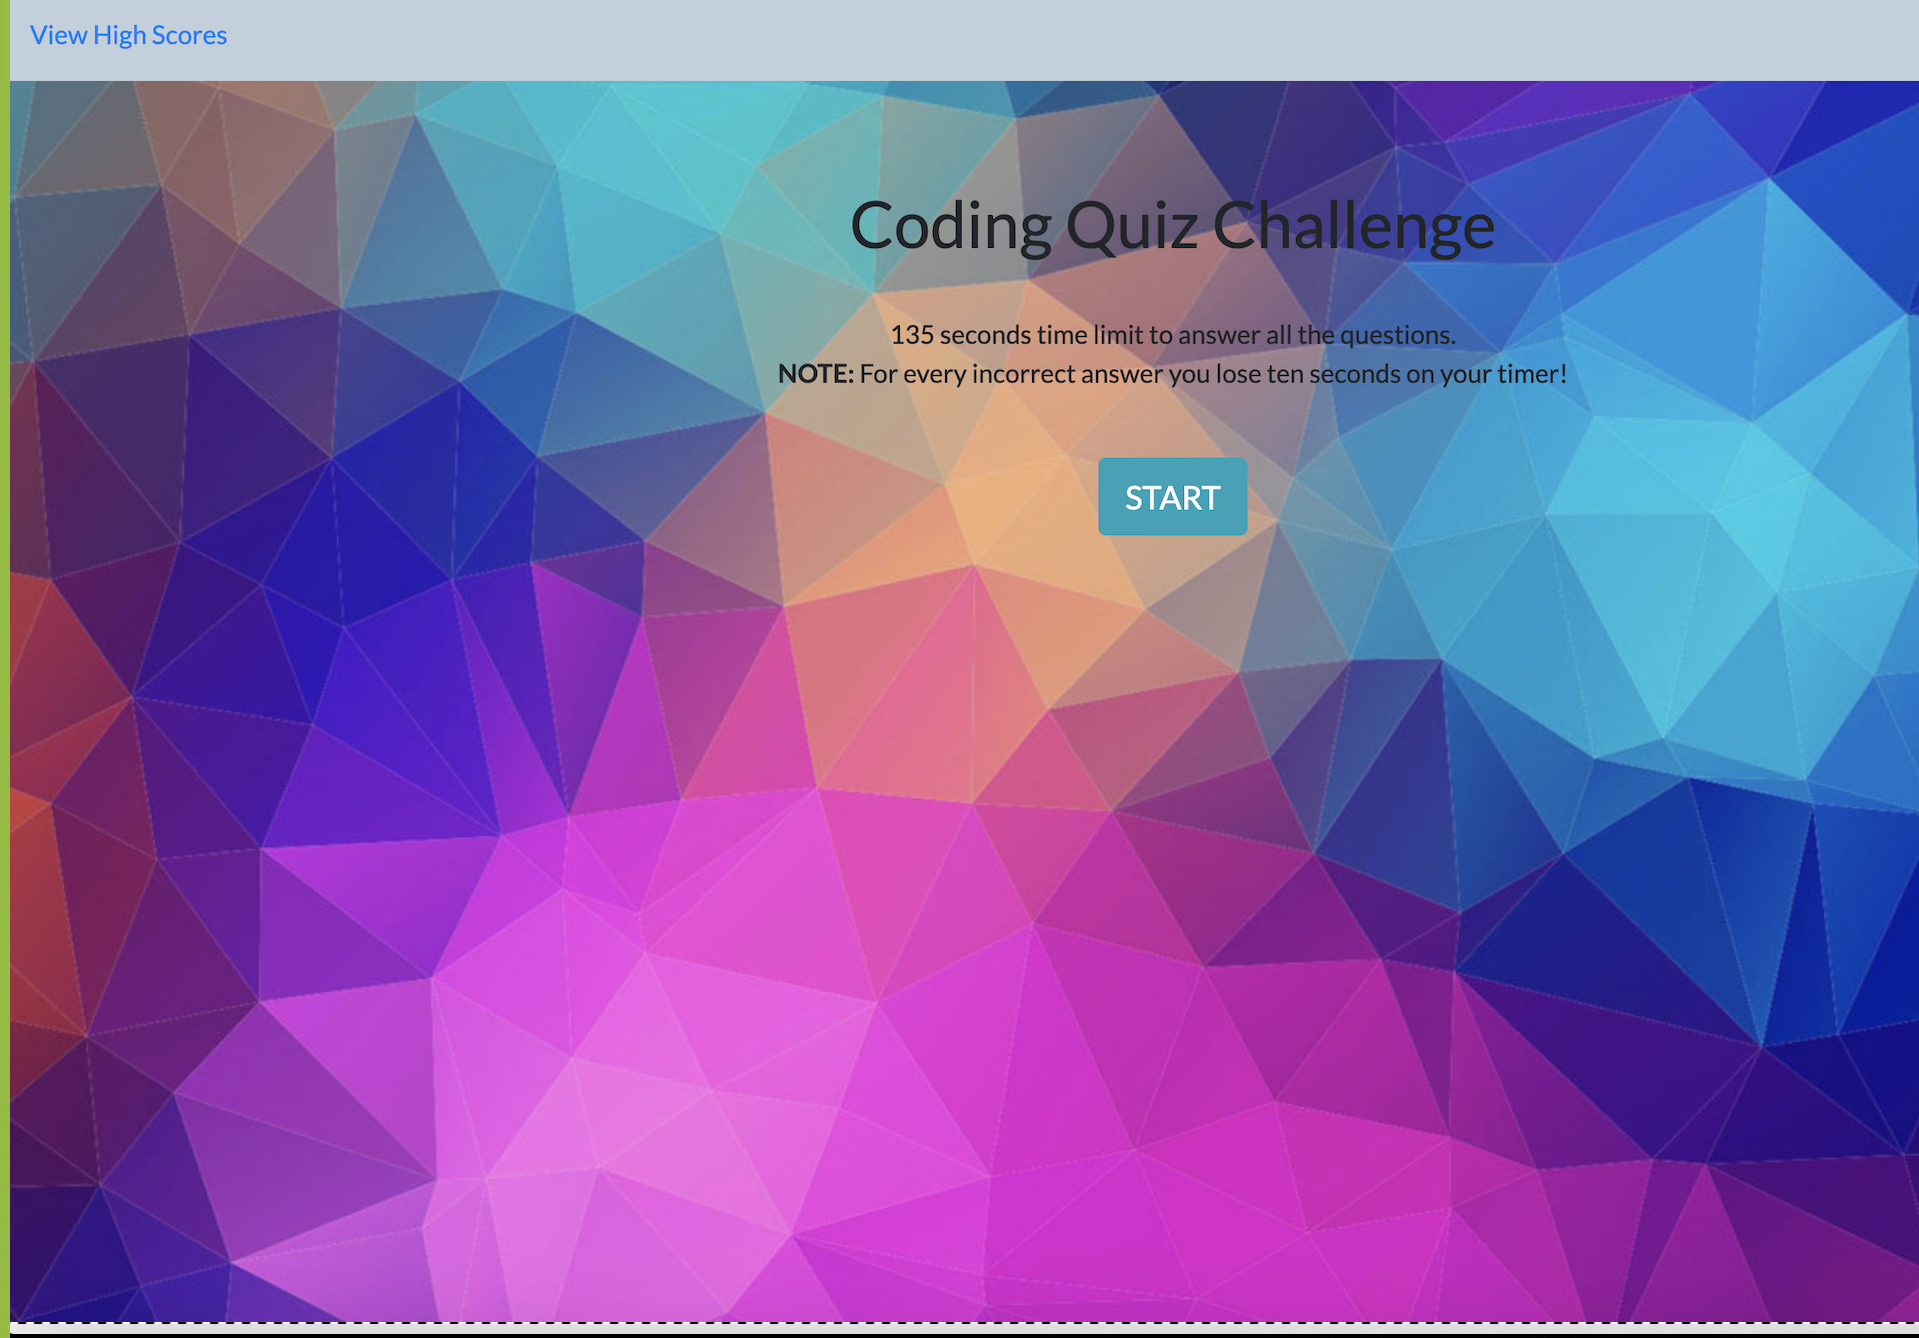 View High Scores
Coding Quiz Challenge
135 seconds time limit to answer all the questions.
NOTE: For every incorrect answer you lose ten seconds on your timer!
START